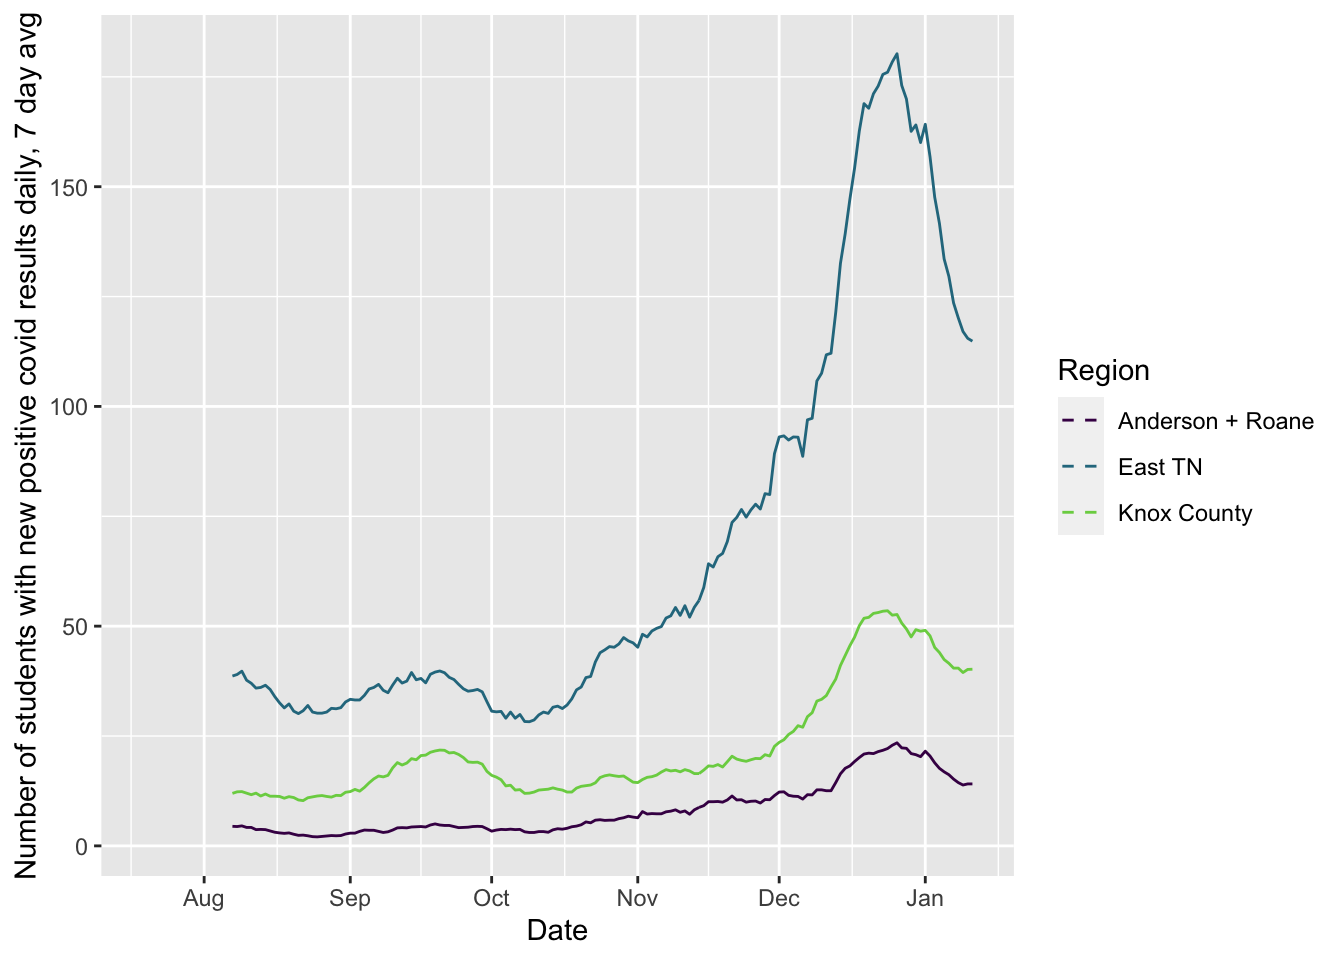 Number of students with new positive covid results daily, 7 day avg
150
100
50
0
Aug
Sep
Oct
Nov
Dec
Jan
Date
Region
Anderson + Roane
East TN
Knox County